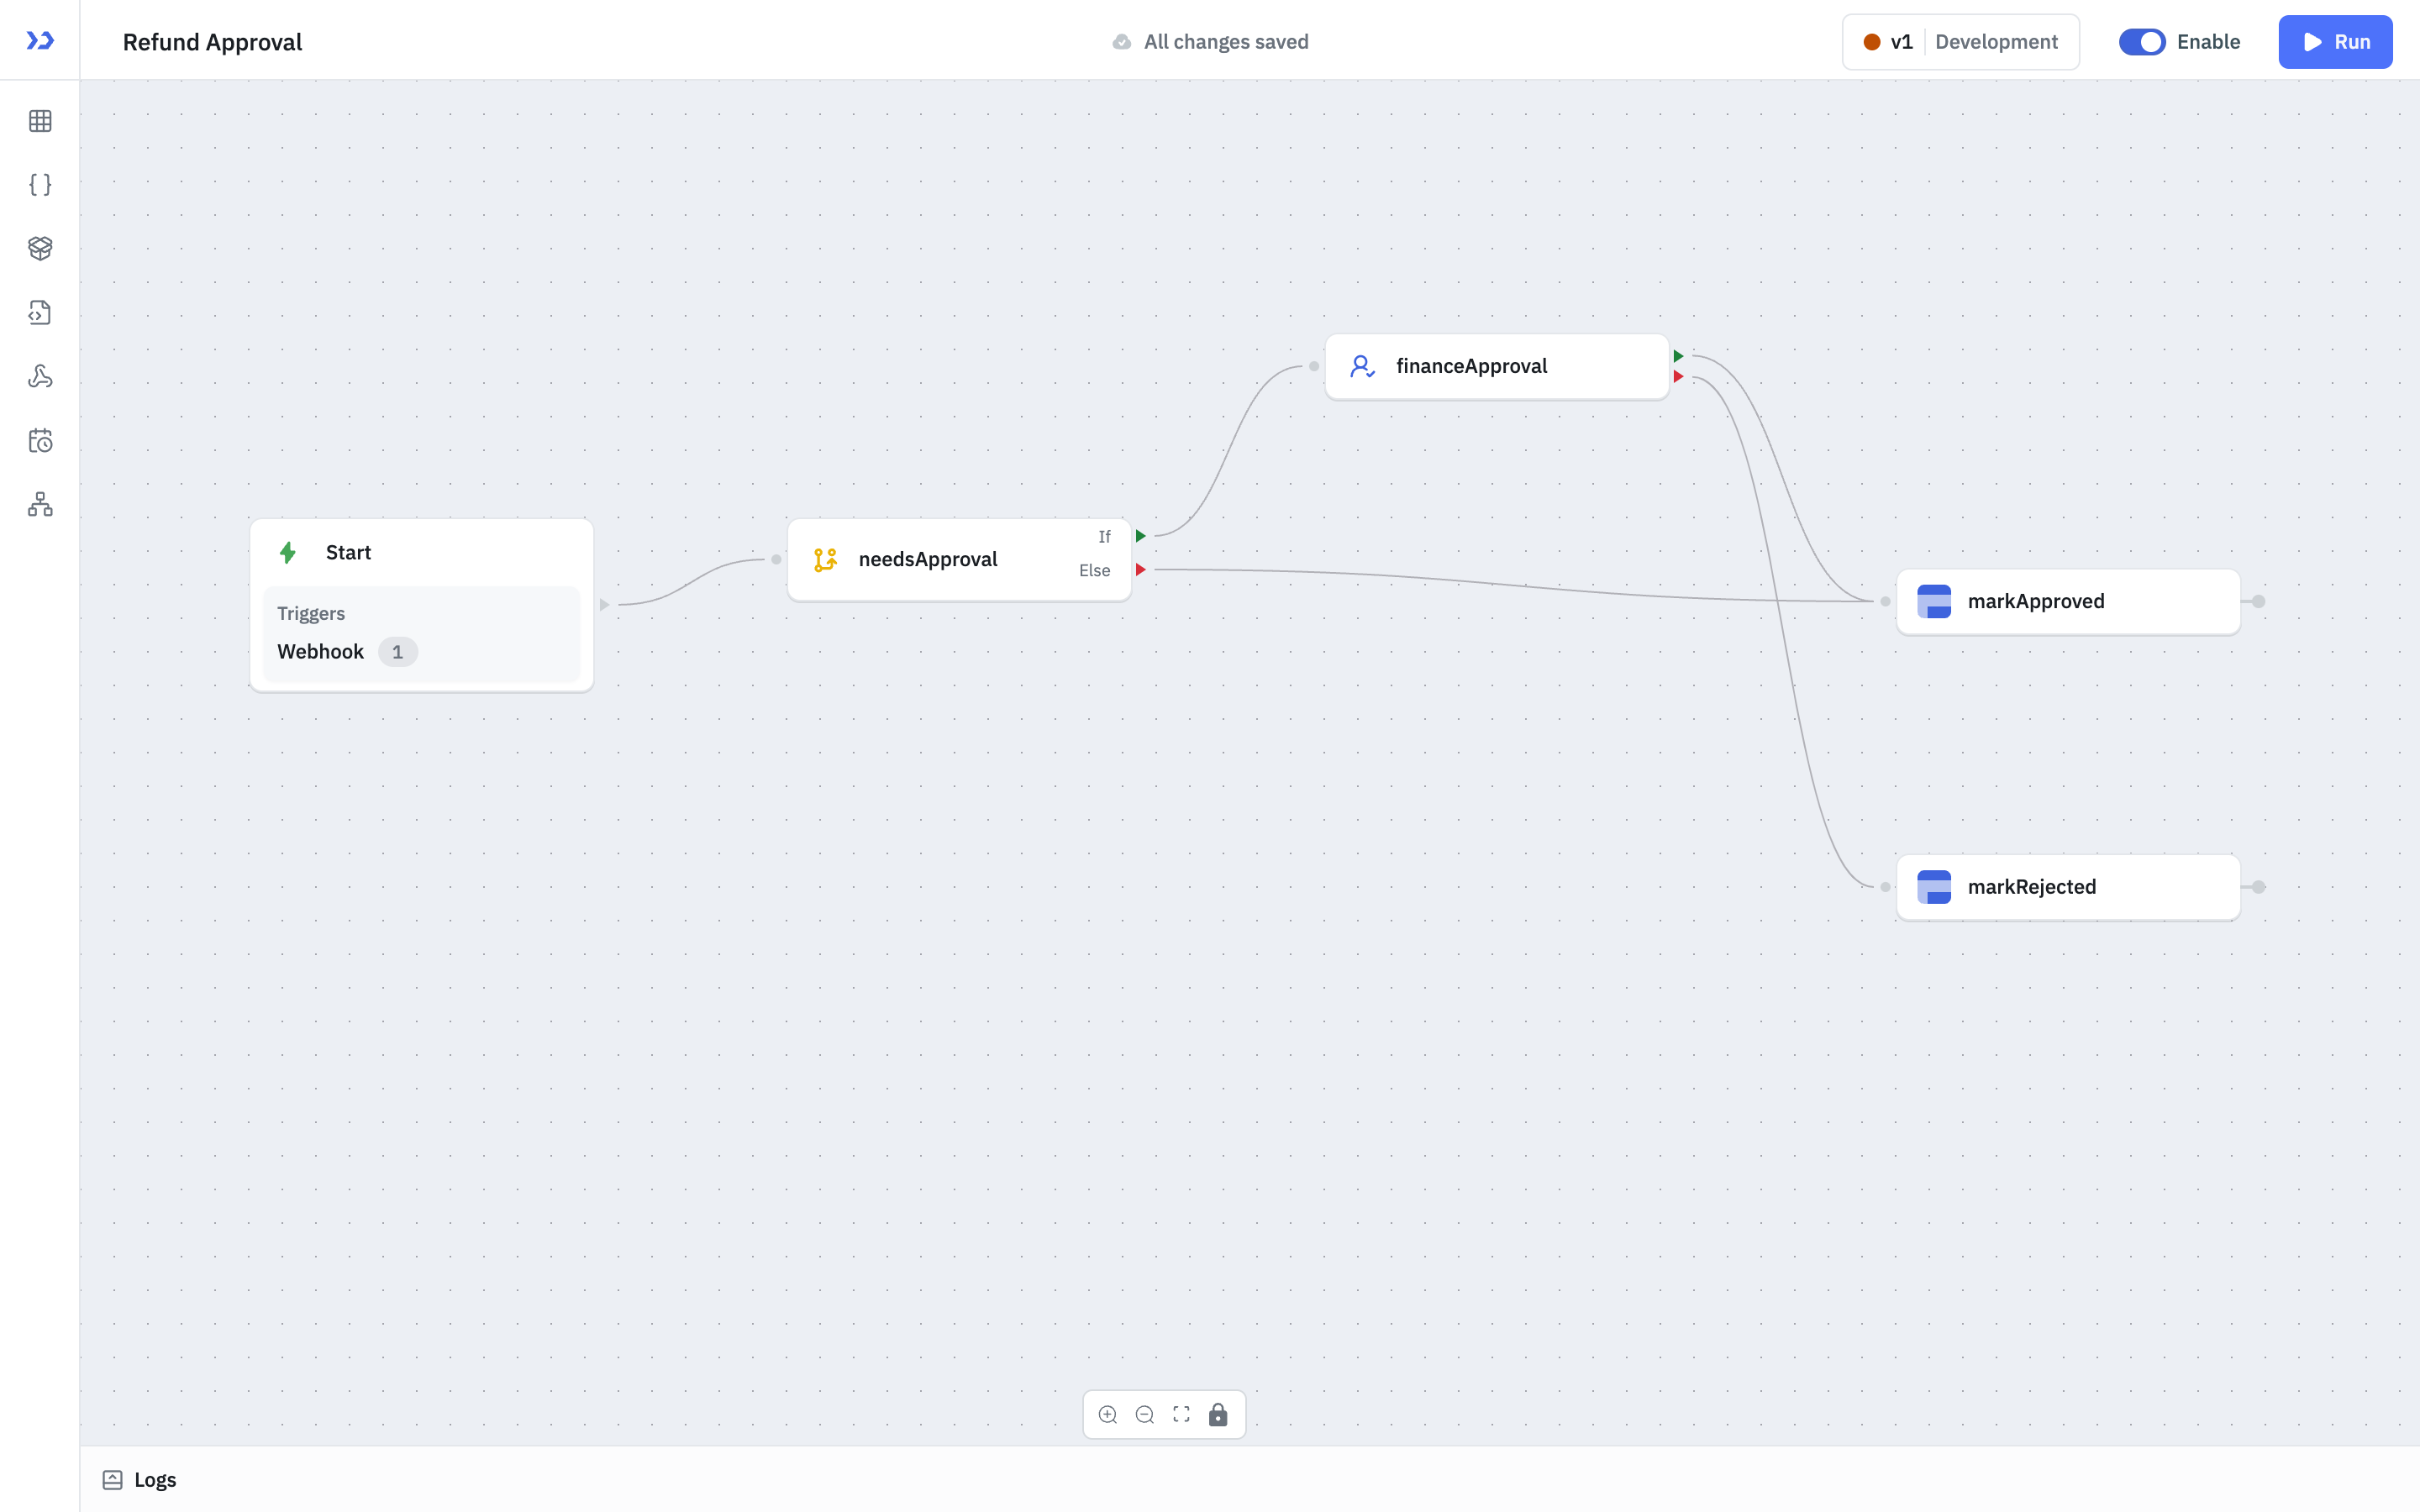 Refund Approval
All changes saved
v1 Development
Enable
Run
Start
Triggers
Webhook 1
needsApproval
If
Else
financeApproval
markApproved
markRejected
Logs